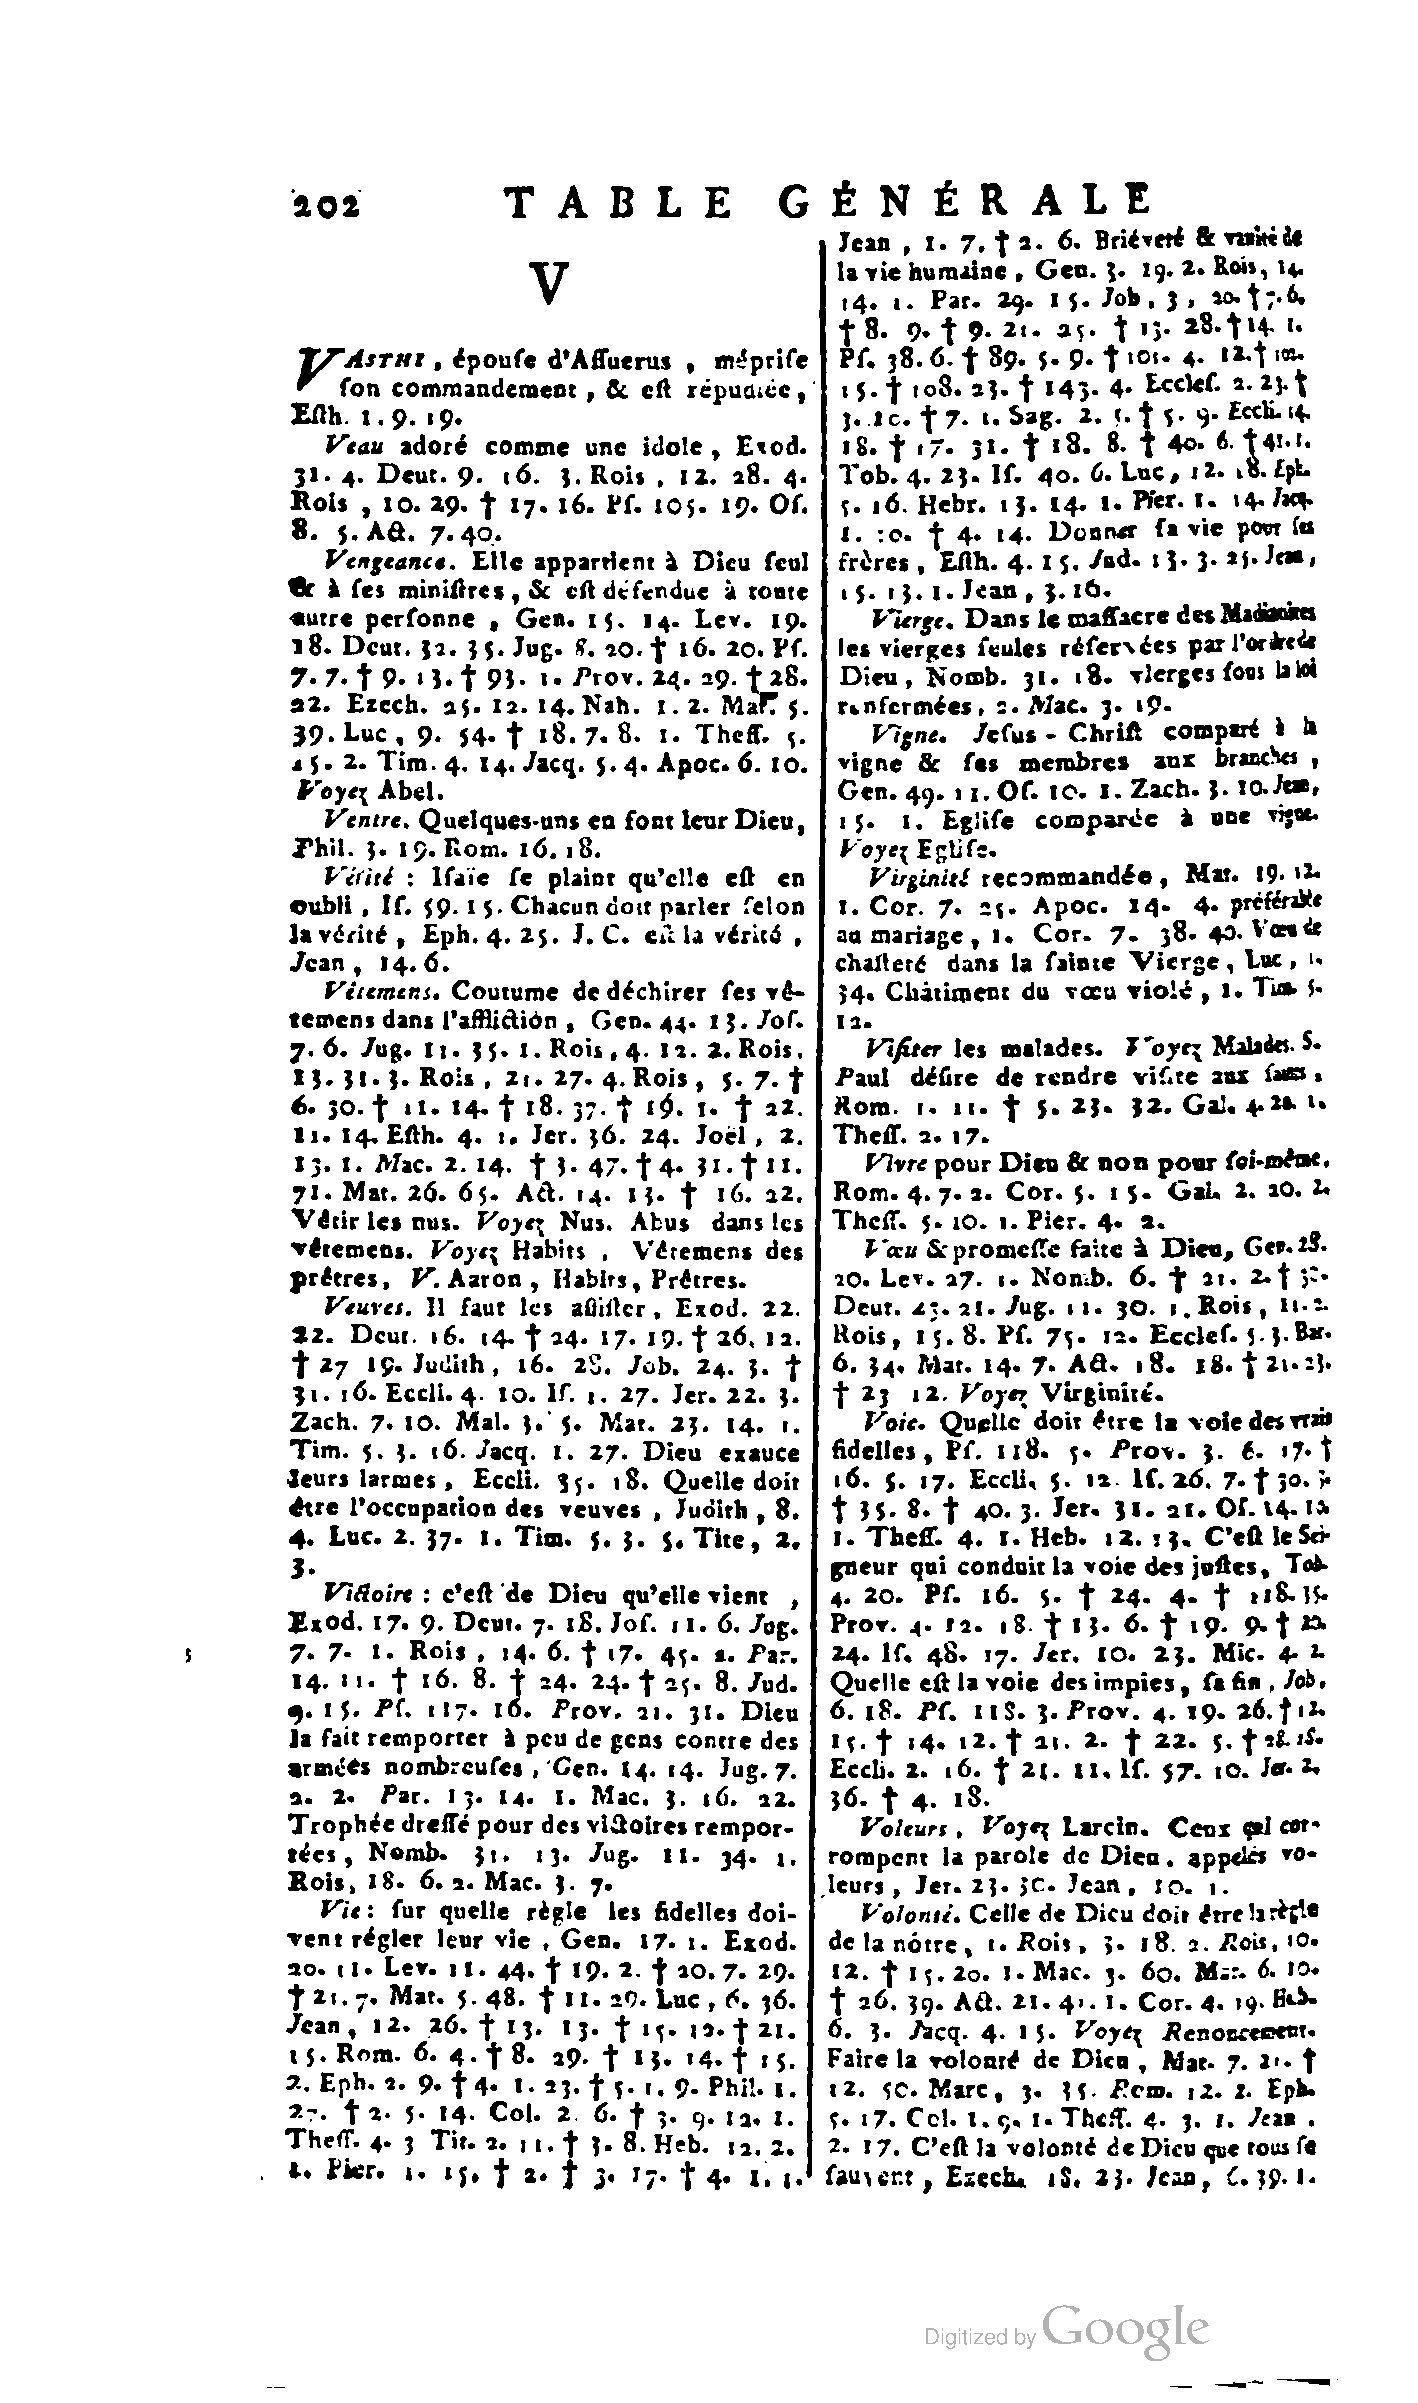 202 TABLE GÉNÉRALE
V
VASTHI, épouſe d'Aſſuerus, mépriſe
ſon commandement, & eſt répudiée,
Eſth. 1. 9. 19.
Veau adoré comme une idole, Exod.
31. 4. Deut. 9. 16. 3. Rois, 12. 28. 4.
Rois, 10. 29. † 17. 16. Pſ. 105. 19. Oſ.
8. 5. Act. 7. 40.
Vengeance. Elle appartient à Dieu ſeul
& à ſes miniſtres, & eſt défendue à toute
autre perſonne, Gen. 15. 14. Lev. 19.
18. Deut. 32. 35. Jug. 8. 20. † 16. 20. Pſ.
7. 7. † 9. 13. † 93. 1. Prov. 24. 29. † 28.
22. Ezech. 25. 12. 14. Nah. 1. 2. Mat. 5.
39. Luc, 9. 54. † 18. 7. 8. 1. Theſſ. 5.
15. 2. Tim. 4. 14. Jacq. 5. 4. Apoc. 6. 10.
Voyez Abel.
Ventre. Quelques-uns en font leur Dieu,
Phil. 3. 19. Rom. 16. 18.
Vérité : Iſaïe ſe plaint qu'elle eſt en
oubli, Iſ. 59. 15. Chacun doit parler ſelon
la vérité, Eph. 4. 25. J. C. eſt la vérité,
Jean, 14. 6.
Vêtemens. Coutume de déchirer ſes vê-
temens dans l'affliction, Gen. 44. 13. Joſ.
7. 6. Jug. 11. 35. 1. Rois, 4. 12. 2. Rois,
13. 31. 3. Rois, 21. 27. 4. Rois, 5. 7. †
6. 30. † 11. 14. † 18. 37. † 19. 1. † 22.
11. 14. Eſth. 4. 1. Jer. 36. 24. Joël, 2.
13. 1. Mac. 2. 14. † 3. 47. † 4. 31. † 11.
71. Mat. 26. 65. Act. 14. 13. † 16. 22.
Vêtir les nus. Voyez Nus. Abus dans les
vêtemens. Voyez Habits, Vêtemens des
prêtres, V. Aaron, Habits, Prêtres.
Veuves. Il faut les aſſiſter, Exod. 22.
22. Deut. 16. 14. † 24. 17. 19. † 26. 12.
† 27 19. Judith, 16. 28. Job. 24. 3. †
31. 16. Eccli. 4. 10. Iſ. 1. 27. Jer. 22. 3.
Zach. 7. 10. Mal. 3. 5. Mat. 23. 14. 1.
Tim. 5. 3. 16. Jacq. 1. 27. Dieu exauce
leurs larmes, Eccli. 35. 18. Quelle doit
être l'occupation des veuves, Judith, 8.
4. Luc. 2. 37. 1. Tim. 5. 3. 5. Tite, 2.
3.
Victoire : c'eſt de Dieu qu'elle vient,
Exod. 17. 9. Deut. 7. 18. Joſ. 11. 6. Jug.
7. 7. 1. Rois, 14. 6. † 17. 45. 2. Par.
14. 11. † 16. 8. † 24. 24. † 25. 8. Jud.
9. 15. Pſ. 117. 16. Prov. 21. 31. Dieu
la fait remporter à peu de gens contre des
armées nombreuſes, Gen. 14. 14. Jug. 7.
2. 2. Par. 13. 14. 1. Mac. 3. 16. 22.
Trophée dreſſé pour des victoires rempor-
tées, Nomb. 31. 13. Jug. 11. 34. 1.
Rois, 18. 6. 2. Mac. 3. 7.
Vie : ſur quelle règle les fidelles doi-
vent régler leur vie, Gen. 17. 1. Exod.
20. 11. Lev. 11. 44. † 19. 2. † 20. 7. 29.
† 21. 7. Mat. 5. 48. † 11. 29. Luc, 6. 36.
Jean, 12. 26. † 13. 13. † 15. 12. † 21.
15. Rom. 6. 4. † 8. 29. † 13. 14. † 15.
2. Eph. 2. 9. † 4. 1. 23. † 5. 1. 9. Phil. 1.
27. † 2. 5. 14. Col. 2. 6. † 3. 9. 12. 1.
Theſſ. 4. 3 Tit. 2. 11. † 3. 8. Heb. 12. 2.
1. Pier. 1. 15. † 2. † 3. 17. † 4. 1. 1.
Jean, 1. 7. † 2. 6. Briéveté & vanité de
la vie humaine, Gen. 3. 19. 2. Rois, 14.
14. 1. Par. 29. 15. Job, 3, 20. † 7. 6.
† 8. 9. † 9. 21. 25. † 13. 28. † 14. 1.
Pſ. 38. 6. † 89. 5. 9. † 101. 4. 12. † 102.
15. † 108. 23. † 143. 4. Eccleſ. 2. 23. †
3. 10. † 7. 1. Sag. 2. 5. † 5. 9. Eccli. 14.
18. † 17. 31. † 18. 8. † 40. 6. † 41. 1.
Tob. 4. 23. Iſ. 40. 6. Luc, 12. 18. Eph.
5. 16. Hebr. 13. 14. 1. Pier. 1. 14. Jacq.
1. 10. † 4. 14. Donner ſa vie pour ſes
frères, Eſth. 4. 15. Jud. 13. 3. 25. Jean,
15. 13. 1. Jean, 3. 16.
Vierge. Dans le maſſacre des Madianites
les vierges ſeules réſervées par l'ordre de
Dieu, Nomb. 31. 18. vierges ſous la loi
renfermées, 2. Mac. 3. 19.
Vigne. Jeſus-Chriſt comparé à la
vigne & ſes membres aux branches,
Gen. 49. 11. Oſ. 10. 1. Zach. 3. 10. Jean,
15. 1. Egliſe comparée à une vigne.
Voyez Egliſe.
Virginité recommandée, Mat. 19. 12.
1. Cor. 7. 25. Apoc. 14. 4. préférable
au mariage, 1. Cor. 7. 38. 40. Vœu de
chaſteté dans la ſainte Vierge, Luc, 1.
34. Châtiment du vœu violé, 1. Tim. 5.
12.
Viſiter les malades. Voyez Malades. S.
Paul déſire de rendre viſite aux
Rom. 1. 11. † 5. 23. 32. Gal. 4. 20. 1.
Theſſ. 2. 17.
Vivre pour Dieu & non pour ſoi-même,
Rom. 4. 7. 2. Cor. 5. 15. Gal. 2. 20. 2.
Theſſ. 5. 10. 1. Pier. 4. 2.
Vœu & promeſſe faite à Dieu, Gen. 28.
20. Lev. 27. 1. Nomb. 6. † 21. 2. †
Deut. 23. 21. Jug. 11. 30. 1. Rois, 11. 2.
Rois, 15. 8. Pſ. 75. 12. Eccleſ. 5. 3. Bar.
6. 34. Mat. 14. 7. Act. 18. 18. † 21. 23.
† 23 12. Voyez Virginité.
Voie. Quelle doit être la voie des vrais
fidelles, Pſ. 118. 5. Prov. 3. 6. 17. †
16. 5. 17. Eccli. 5. 12. Iſ. 26. 7. † 30.
† 35. 8. † 40. 3. Jer. 31. 21. Oſ. 14. 10.
1. Theſſ. 4. 1. Heb. 12. 13. C'eſt le Sei-
gneur qui conduit la voie des juſtes, Tob.
4. 20. Pſ. 16. 5. † 24. 4. † 118. 35.
Prov. 4. 12. 18. † 13. 6. † 19. 9. † 20.
24. Iſ. 48. 17. Jer. 10. 23. Mic. 4. 2.
Quelle eſt la voie des impies, ſa fin, Job,
6. 18. Pſ. 118. 3. Prov. 4. 19. 26. † 12.
15. † 14. 12. † 21. 2. † 22. 5. † 28. 18.
Eccli. 2. 16. † 21. 11. Iſ. 57. 10. Jer. 2.
36. † 4. 18.
Voleurs, Voyez Larcin. Ceux qui cor-
rompent la parole de Dieu, appelés vo-
leurs, Jer. 23. 30. Jean, 10. 1.
Volonté. Celle de Dieu doit être la règle
de la nôtre, 1. Rois, 3. 18. 2. Rois, 10.
12. † 15. 20. 1. Mac. 3. 60. Mat. 6. 10.
† 26. 39. Act. 21. 41. 1. Cor. 4. 19. Heb.
6. 3. Jacq. 4. 15. Voyez Renoncement.
Faire la volonté de Dieu, Mat. 7. 21. †
12. 50. Marc, 3. 35. Rom. 12. 2. Eph.
5. 17. Col. 1. 9. 1. Theſſ. 4. 3. 1. Jean,
2. 17. C'eſt la volonté de Dieu que tous ſe
ſauvent, Ezech. 18. 23. Jean, 6. 39. 1.
Digitized by Google